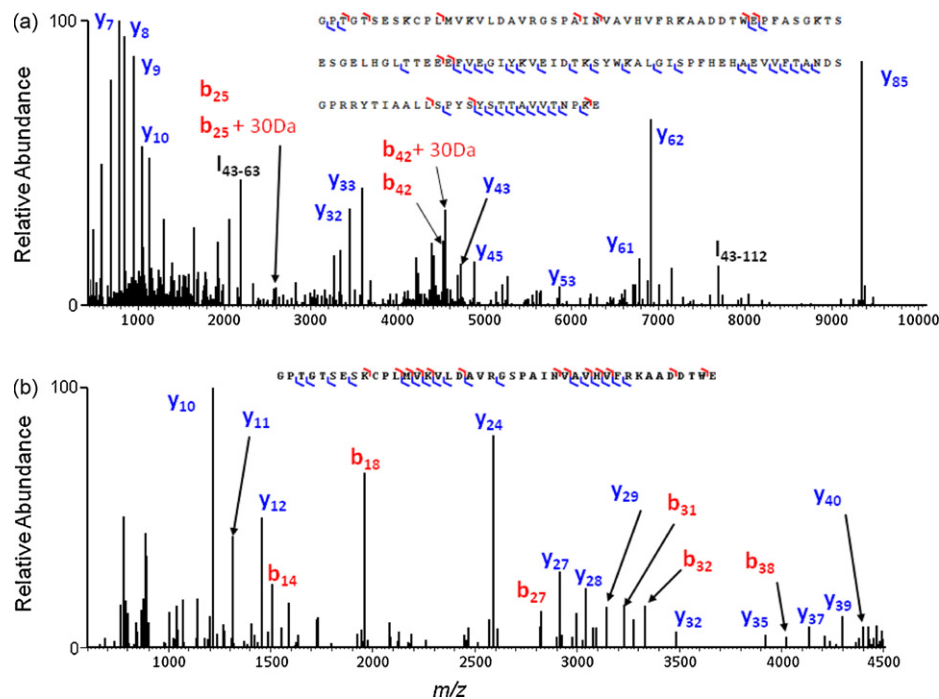 (a)
GPTGTSESKCPLMVKVLDAVRGSPAINVAVHVFRKAADDTWEPFASGKTS
ESGELHGLTTEEEFVEGIYKVEIDTKSYWKALGISPFHEHAEVVFTANDS
GPRRYTIAALLSPYSYSTTAVVTNPKE
100
0
Relative Abundance
y7
y8
y9
y10
b25
b25 + 30Da
I43-63
y32
y33
b42 + 30Da
b42
y43
y45
y53
y61
y62
I43-112
y85
1000 2000 3000 4000 5000 6000 7000 8000 9000 10000
(b)
GPTGTSESKCPLMVKVLDAVRGSPAINVAVHVFRKAADDTWE
100
0
Relative Abundance
y10
y11
y12
b14
b18
y24
b27
y27
y28
y29
b31
b32
y32
y35
b38
y37
y39
y40
1000 1500 2000 2500 3000 3500 4000 4500
m/z